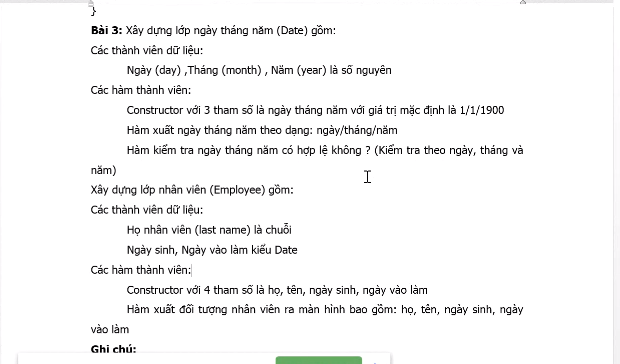 }
Bài 3: Xây dựng lớp ngày tháng năm (Date) gồm:
Các thành viên dữ liệu:
Ngày (day) ,Tháng (month) , Năm (year) là số nguyên
Các hàm thành viên:
Constructor với 3 tham số là ngày tháng năm với giá trị mặc định là 1/1/1900
Hàm xuất ngày tháng năm theo dạng: ngày/tháng/năm
Hàm kiểm tra ngày tháng năm có hợp lệ không ? (Kiểm tra theo ngày, tháng và
năm)
Xây dựng lớp nhân viên (Employee) gồm:
Các thành viên dữ liệu:
Họ nhân viên (last name) là chuỗi
Ngày sinh, Ngày vào làm kiểu Date
Các hàm thành viên:
Constructor với 4 tham số là họ, tên, ngày sinh, ngày vào làm
Hàm xuất đối tượng nhân viên ra màn hình bao gồm: họ, tên, ngày sinh, ngày
vào làm
Ghi chú: